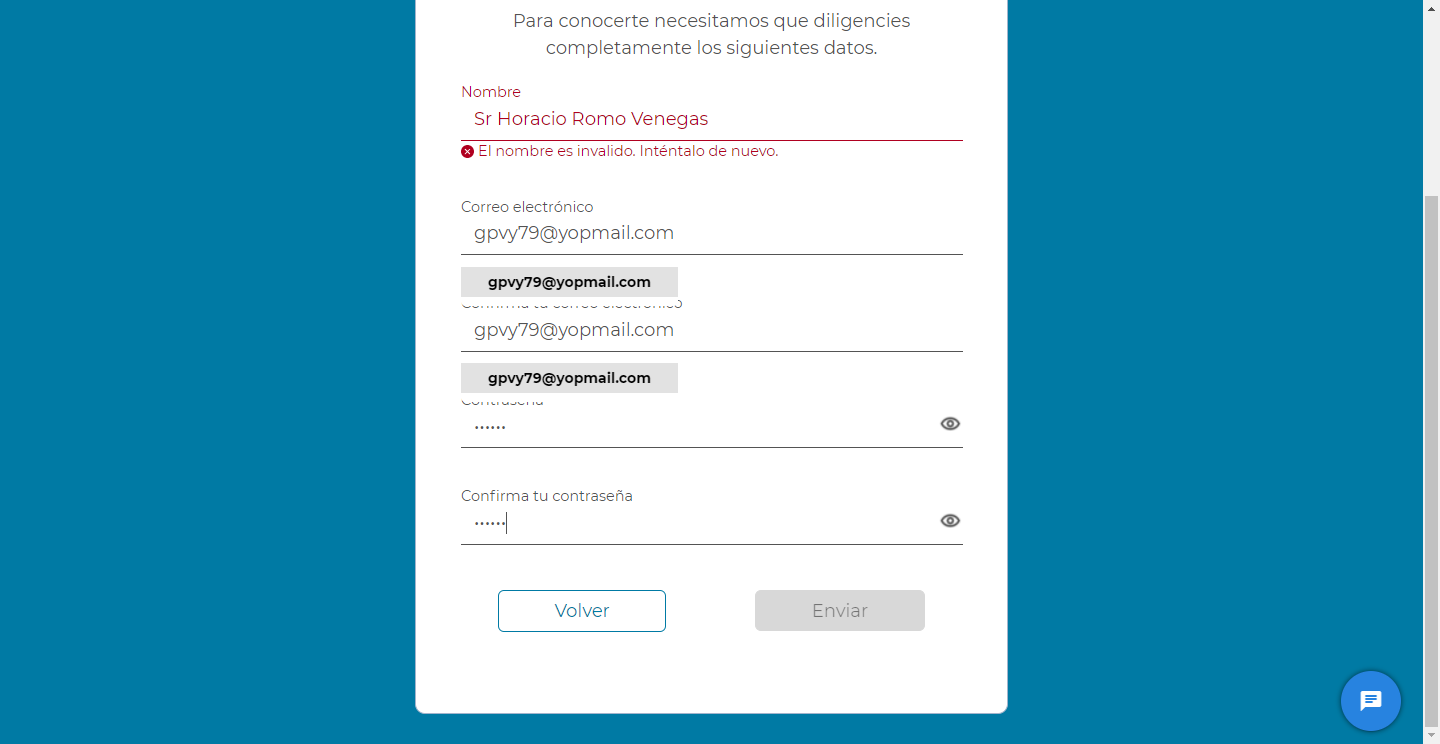 Para conocerte necesitamos que diligencies
completamente los siguientes datos.
Nombre
Sr Horacio Romo Venegas
El nombre es invalido. Inténtalo de nuevo.
Correo electrónico
gpvy79@yopmail.com
gpvy79@yopmail.com
Confirma tu correo electrónico
gpvy79@yopmail.com
gpvy79@yopmail.com
Contraseña
••••••
Confirma tu contraseña
••••••
Volver
Enviar